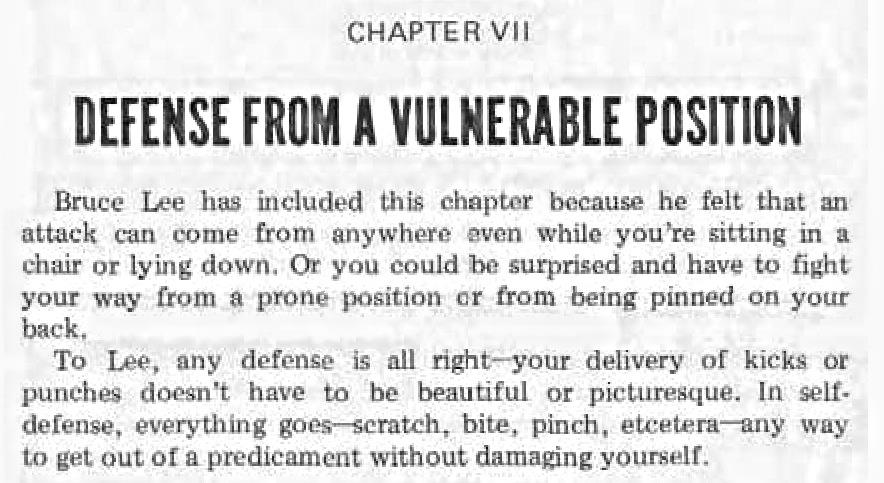 CHAPTER VII
DEFENSE FROM A VULNERABLE POSITION
Bruce Lee has included this chapter because he felt that an
attack can come from anywhere even while you're sitting in a
chair or lying down. Or you could be surprised and have to fight
your way from a prone position or from being pinned on your
back.
To Lee, any defense is all right—your delivery of kicks or
punches doesn't have to be beautiful or picturesque. In self-
defense, everything goes—scratch, bite, pinch, etcetera—any way
to get out of a predicament without damaging yourself.